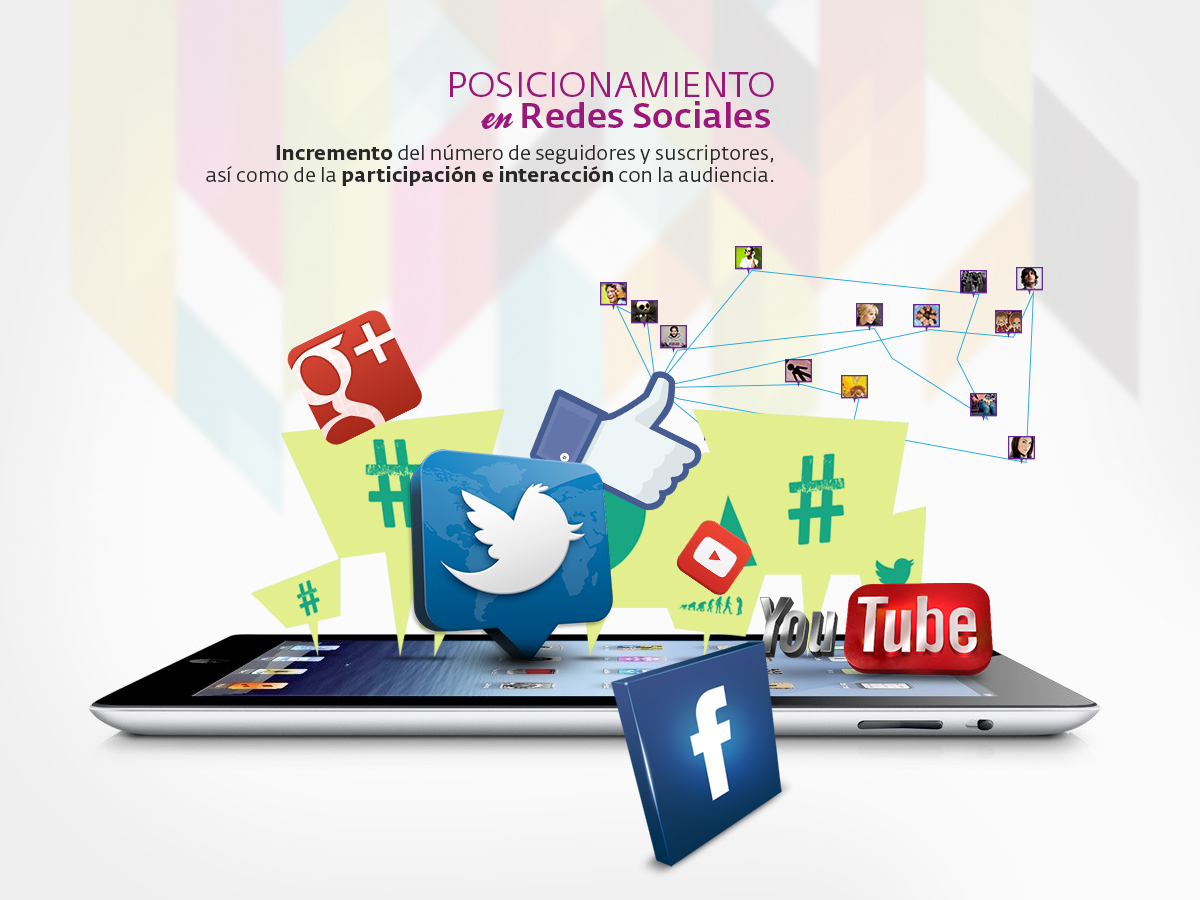 POSICIONAMIENTO
en Redes Sociales
Incremento del número de seguidores y suscriptores,
así como de la participación e interacción con la audiencia.
g+
#
#
#
YouTube
f